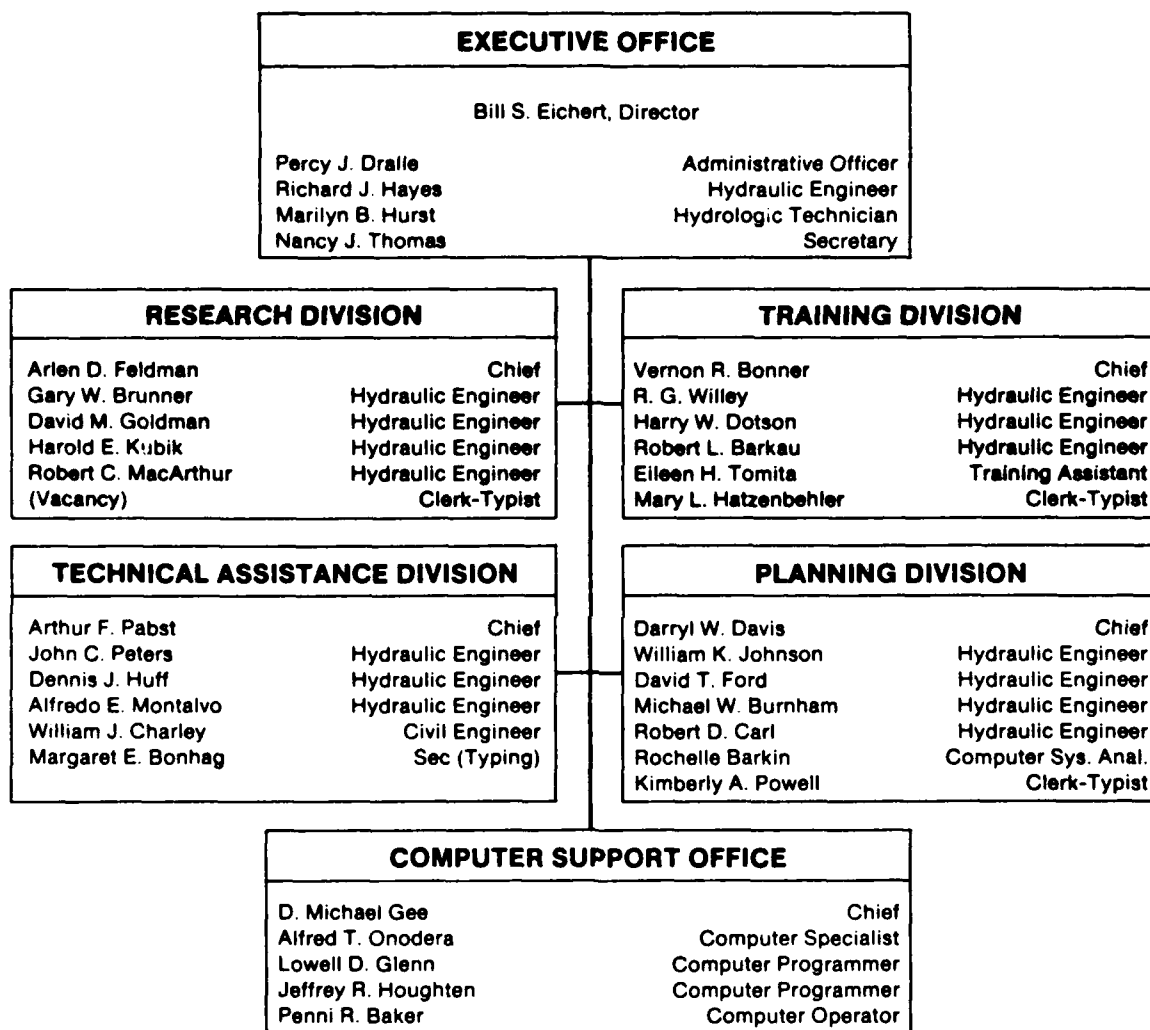 EXECUTIVE OFFICE
Bill S. Eichert, Director
Percy J. Dralle Administrative Officer
Richard J. Hayes Hydraulic Engineer
Marilyn B. Hurst Hydrologic Technician
Nancy J. Thomas Secretary
RESEARCH DIVISION
Arlen D. Feldman Chief
Gary W. Brunner Hydraulic Engineer
David M. Goldman Hydraulic Engineer
Harold E. Kubik Hydraulic Engineer
Robert C. MacArthur Hydraulic Engineer
(Vacancy) Clerk-Typist
TRAINING DIVISION
Vernon R. Bonner Chief
R. G. Willey Hydraulic Engineer
Harry W. Dotson Hydraulic Engineer
Robert L. Barkau Hydraulic Engineer
Eileen H. Tomita Training Assistant
Mary L. Hatzenbehler Clerk-Typist
TECHNICAL ASSISTANCE DIVISION
Arthur F. Pabst Chief
John C. Peters Hydraulic Engineer
Dennis J. Huff Hydraulic Engineer
Alfredo E. Montalvo Hydraulic Engineer
William J. Charley Civil Engineer
Margaret E. Bonhag Sec (Typing)
PLANNING DIVISION
Darryl W. Davis Chief
William K. Johnson Hydraulic Engineer
David T. Ford Hydraulic Engineer
Michael W. Burnham Hydraulic Engineer
Robert D. Carl Hydraulic Engineer
Rochelle Barkin Computer Sys. Anal.
Kimberly A. Powell Clerk-Typist
COMPUTER SUPPORT OFFICE
D. Michael Gee Chief
Alfred T. Onodera Computer Specialist
Lowell D. Glenn Computer Programmer
Jeffrey R. Houghten Computer Programmer
Penni R. Baker Computer Operator